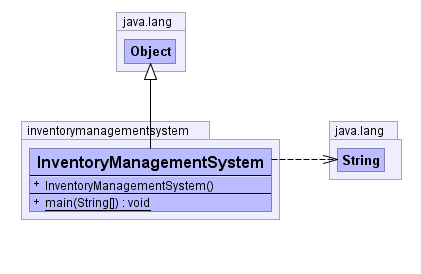 java.lang
Object
inventorymanagementsystem
InventoryManagementSystem
+ InventoryManagementSystem()
+ main(String[]) : void
java.lang
String